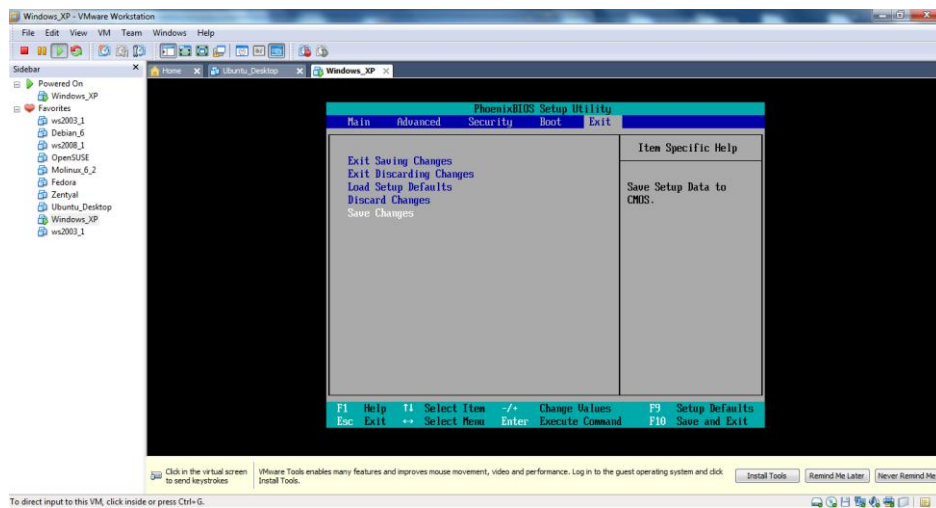 Windows_XP - VMware Workstation
File Edit View VM Team Windows Help
Sidebar ×
Powered On
Windows_XP
Favorites
ws2003_1
Debian_6
ws2008_1
OpenSUSE
Molinux_6_2
Fedora
Zentyal
Ubuntu_Desktop
Windows_XP
ws2003_1
Home Ubuntu_Desktop Windows_XP
PhoenixBIOS Setup Utility
Main Advanced Security Boot Exit
Exit Saving Changes
Exit Discarding Changes
Load Setup Defaults
Discard Changes
Save Changes
Item Specific Help
Save Setup Data to
CMOS.
F1 Help ↑↓ Select Item -/+ Change Values F9 Setup Defaults
Esc Exit ↔ Select Menu Enter Execute Command F10 Save and Exit
Click in the virtual screen
to send keystrokes
VMware Tools enables many features and improves mouse movement, video and performance. Log in to the guest operating system and click
Install Tools.
Install Tools Remind Me Later Never Remind Me
To direct input to this VM, click inside or press Ctrl+G.